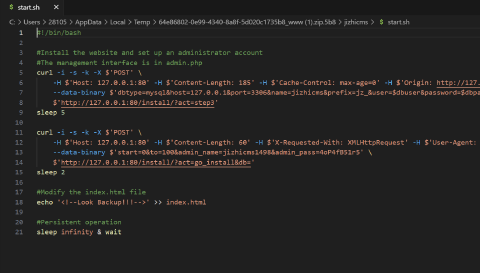 $ start.sh ×
C: > Users > 28105 > AppData > Local > Temp > 64e86802-0e99-4340-8a8f-5d020c1735b8_www (1).zip.5b8 > jizhicms > $ start.sh
1 #!/bin/bash
2
3 #Install the website and set up an administrator account
4 #The management interface is in admin.php
5 curl -i -s -k -X $'POST' \
6 -H $'Host: 127.0.0.1:80' -H $'Content-Length: 185' -H $'Cache-Control: max-age=0' -H $'Origin: http://127.
7 --data-binary $'dbtype=mysql&host=127.0.0.1&port=3306&name=jizhicms&prefix=jz_&user=$dbuser&password=$dbpa
8 $'http://127.0.0.1:80/install/?act=step3'
9 sleep 5
10
11 curl -i -s -k -X $'POST' \
12 -H $'Host: 127.0.0.1:80' -H $'Content-Length: 60' -H $'X-Requested-With: XMLHttpRequest' -H $'User-Agent:
13 --data-binary $'start=0&to=100&admin_name=jizhicms1498&admin_pass=4oP4fB51r5' \
14 $'http://127.0.0.1:80/install/?act=go_install&db='
15 sleep 2
16
17 #Modify the index.html file
18 echo '<!--Look Backup!!!-->' >> index.html
19
20 #Persistent operation
21 sleep infinity & wait